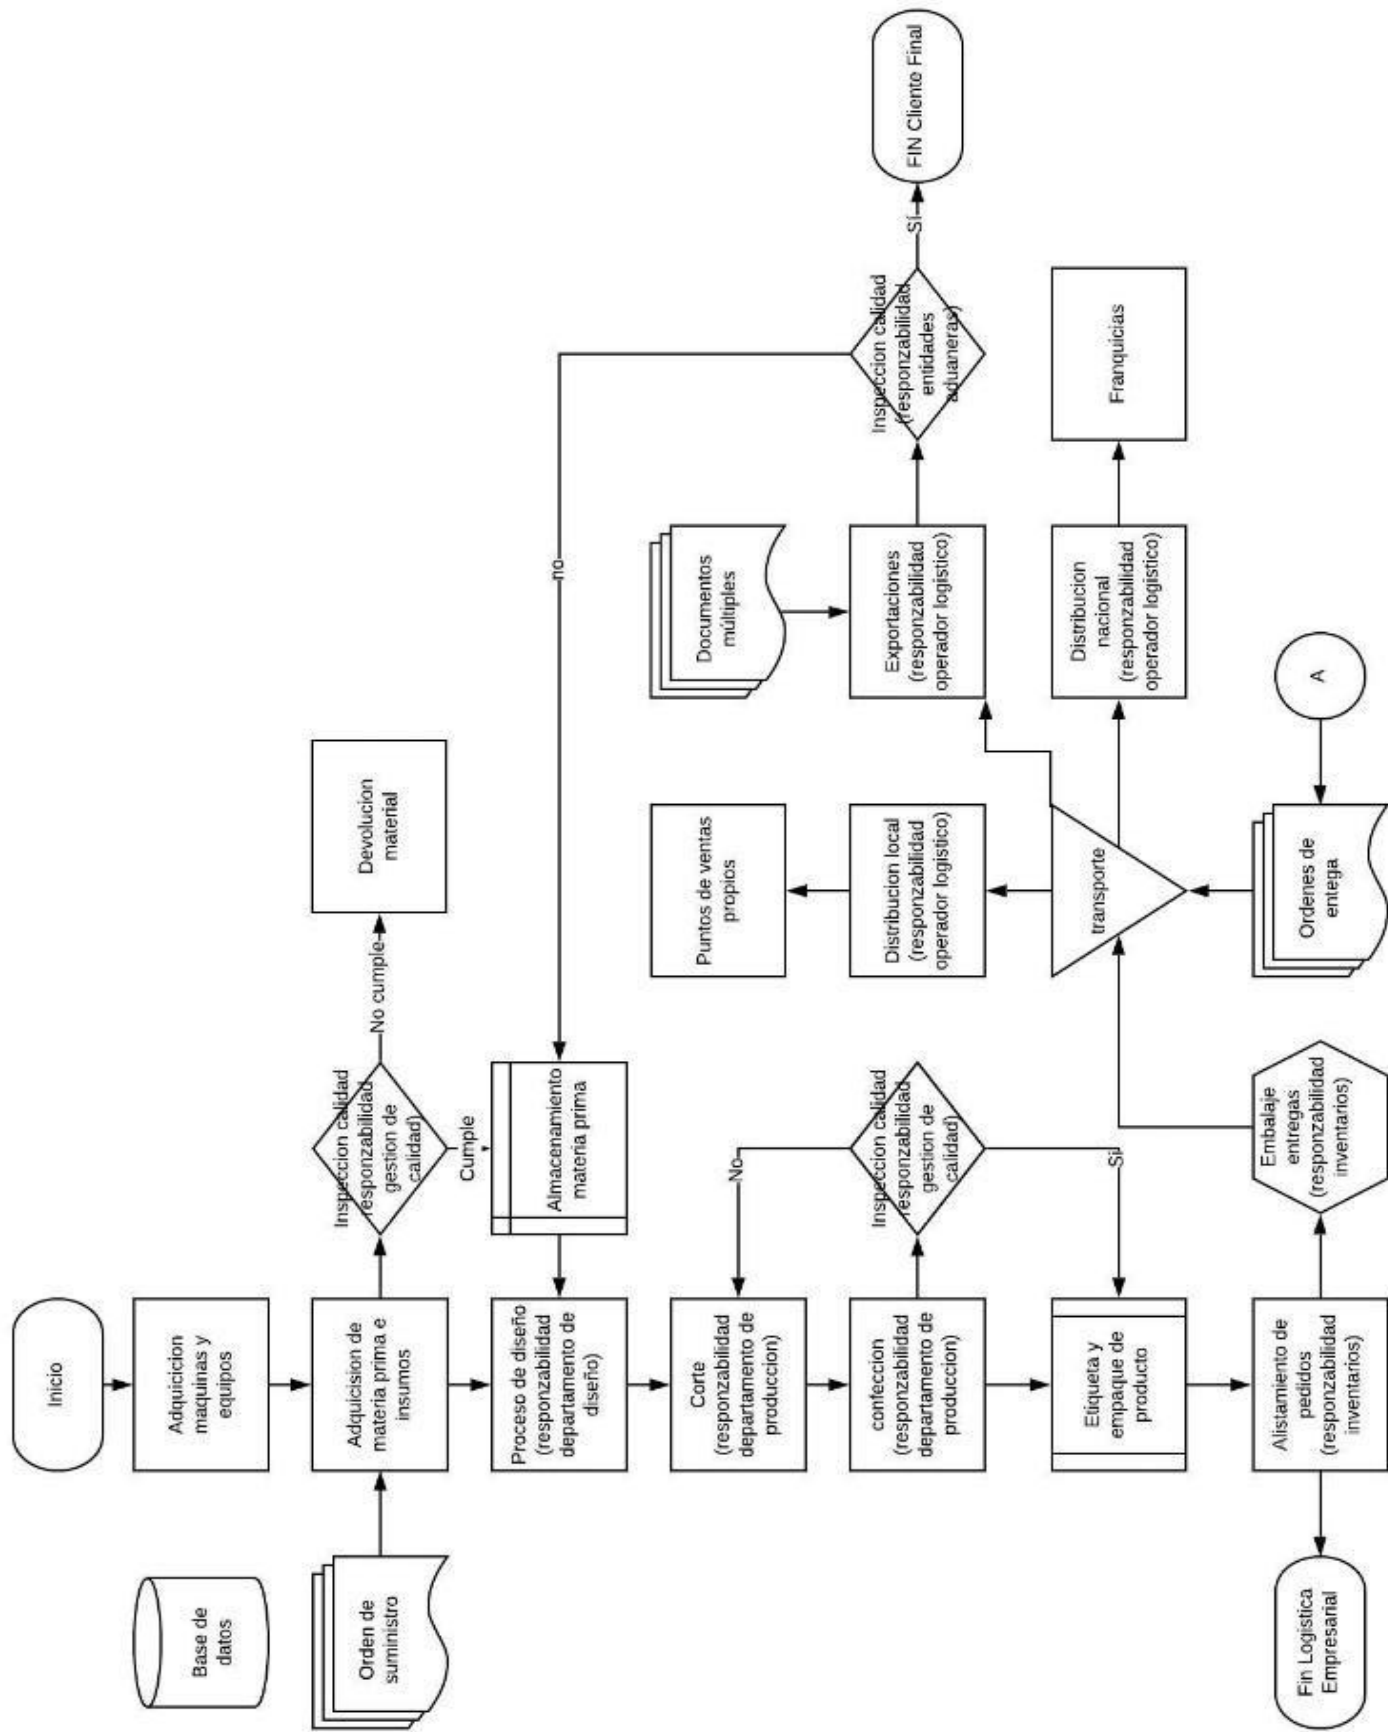 Inicio
Adquicicion
maquinas y
equipos
Base de
datos
Orden de
suministro
Adquicision de
materia prima e
insumos
Inspeccion calidad
responzabilidad
gestion de
calidad)
No cumple
Devolucion
material
Cumple
Almacenamiento
materia prima
Proceso de diseño
(responzabilidad
departamento de
diseño)
Corte
(responzabilidad
departamento de
produccion)
No
confeccion
(responzabilidad
departamento de
produccion)
Inspeccion calidad
responzabilidad
gestion de
calidad)
Si
Etiqueta y
empaque de
producto
Alistamiento de
pedidos
(responzabilidad
inventarios)
Fin Logistica
Empresarial
Embalaje
entregas
(responzabilidad
inventarios)
Ordenes de
entega
A
transporte
Distribucion local
(responzabilidad
operador logistico)
Puntos de ventas
propios
Documentos
múltiples
Exportaciones
(responzabilidad
operador logistico)
Distribucion
nacional
(responzabilidad
operador logistico)
Franquicias
Inspeccion calidad
(responzabilidad
entidades
aduaneras)
no
Sí
FIN Cliente Final